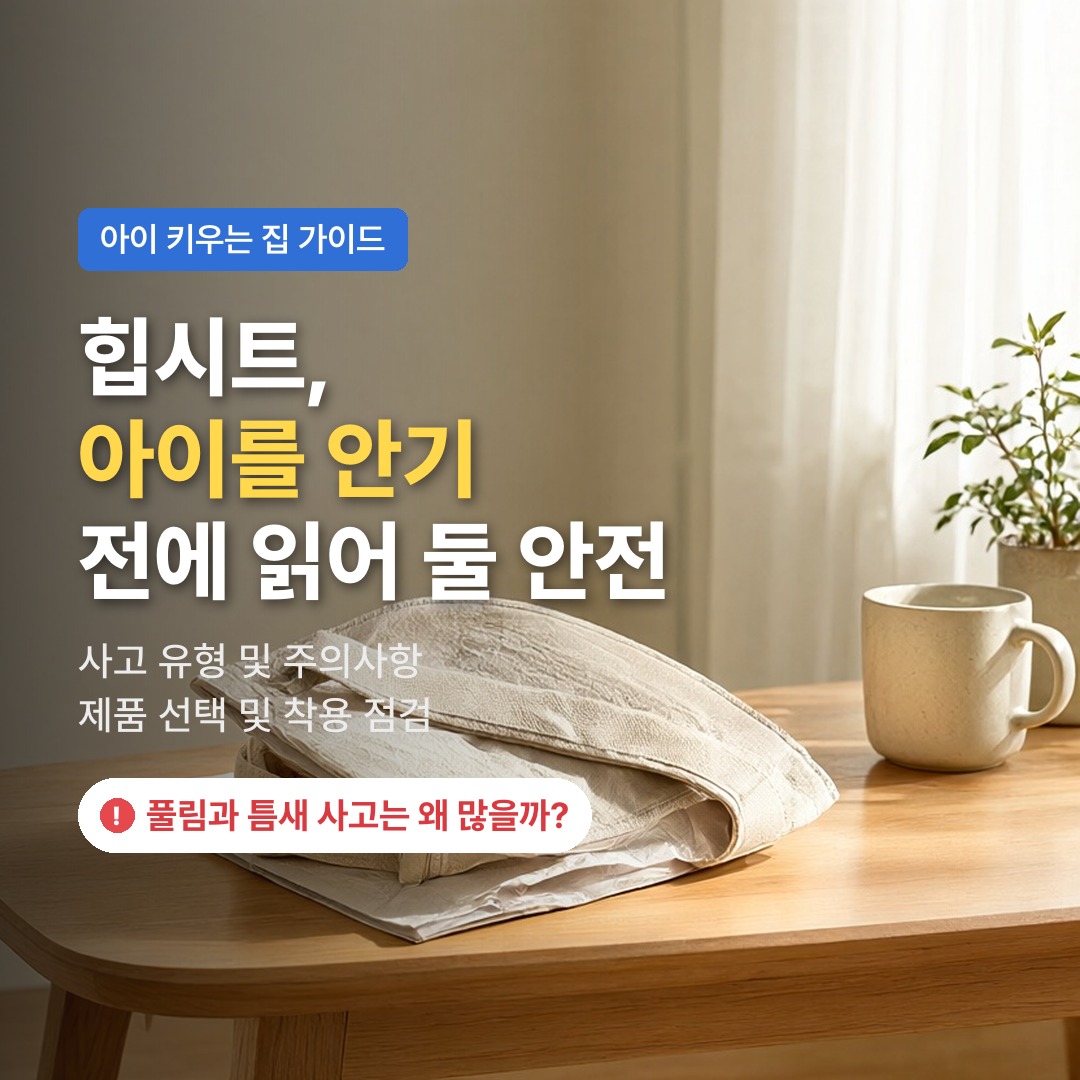 아이 키우는 집 가이드
힙시트,
아이를 안기
전에 읽어 둘 안전
사고 유형 및 주의사항
제품 선택 및 착용 점검
! 풀림과 틈새 사고는 왜 많을까?